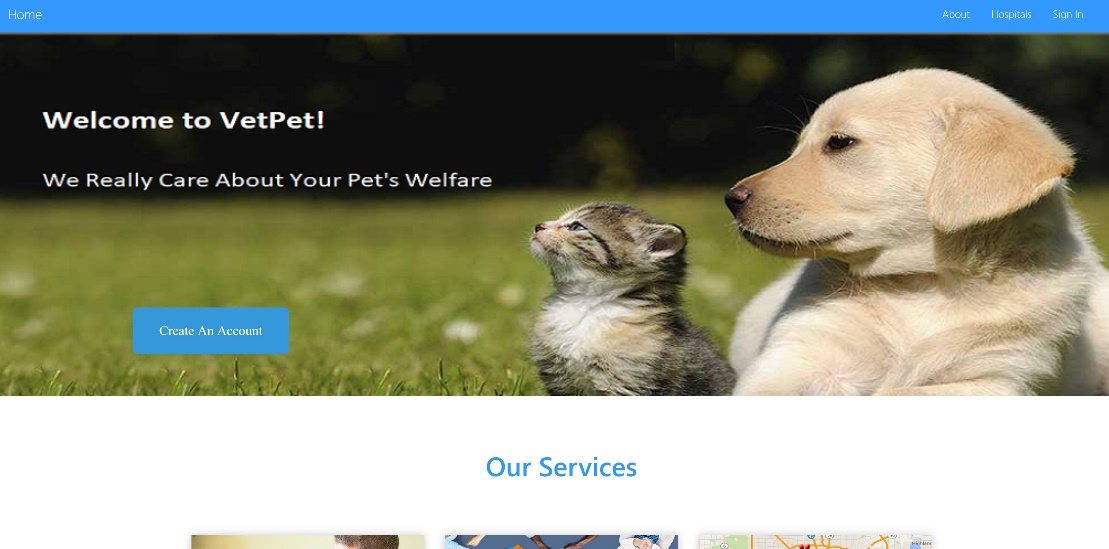 Home About Hospitals Sign In
Welcome to VetPet!
We Really Care About Your Pet's Welfare
Create An Account
Our Services